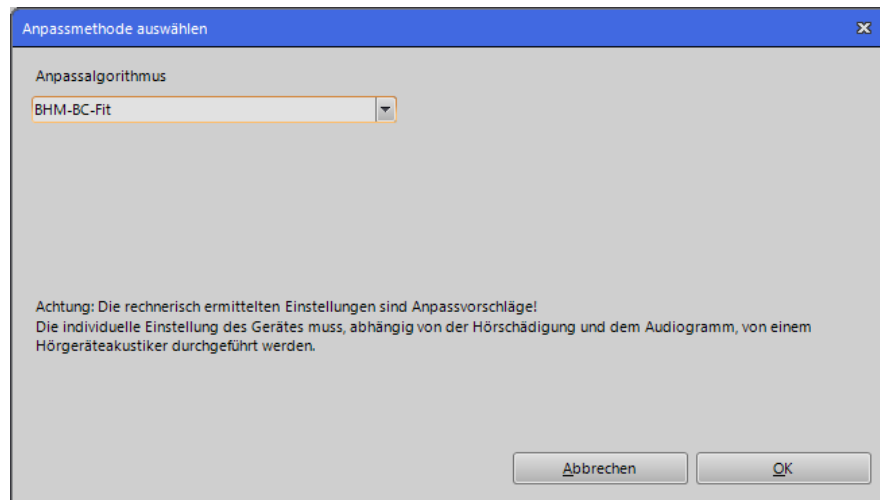 Anpassmethode auswählen
Anpassalgorithmus
BHM-BC-Fit
Achtung: Die rechnerisch ermittelten Einstellungen sind Anpassvorschläge!
Die individuelle Einstellung des Gerätes muss, abhängig von der Hörschädigung und dem Audiogramm, von einem
Hörgeräteakustiker durchgeführt werden.
Abbrechen OK